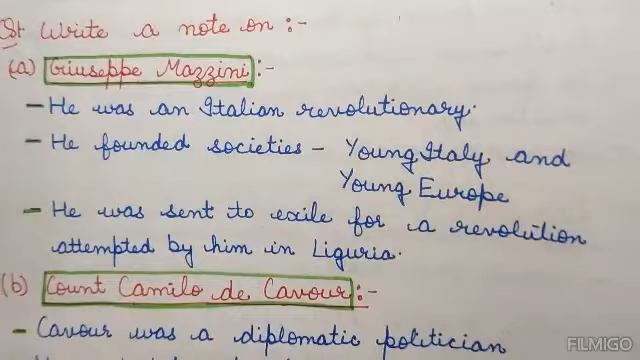 Q1 Write a note on :-
(a) Giuseppe Mazzini :-
- He was an Italian revolutionary.
- He founded societies - Young Italy and
Young Europe
- He was sent to exile for a revolution
attempted by him in Liguria.
(b) Count Camilo de Cavour :-
- Cavour was a diplomatic politician
FILMIGO